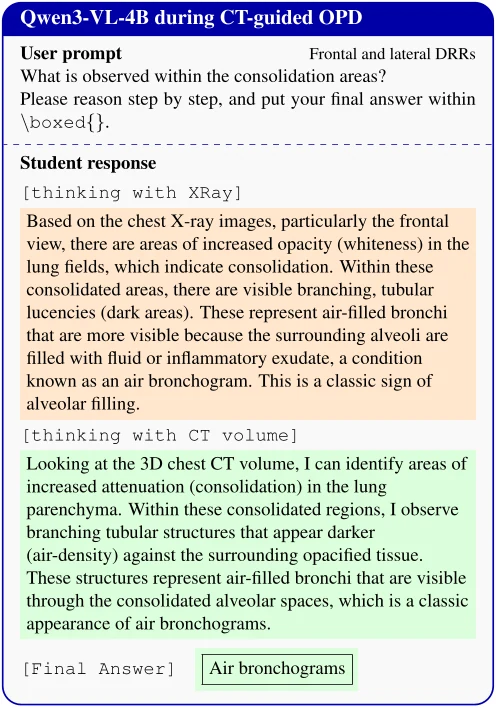 Qwen3-VL-4B during CT-guided OPD
User prompt Frontal and lateral DRRs
What is observed within the consolidation areas?
Please reason step by step, and put your final answer within
\boxed{}.
Student response
[thinking with XRay]
Based on the chest X-ray images, particularly the frontal
view, there are areas of increased opacity (whiteness) in the
lung fields, which indicate consolidation. Within these
consolidated areas, there are visible branching, tubular
lucencies (dark areas). These represent air-filled bronchi
that are more visible because the surrounding alveoli are
filled with fluid or inflammatory exudate, a condition
known as an air bronchogram. This is a classic sign of
alveolar filling.
[thinking with CT volume]
Looking at the 3D chest CT volume, I can identify areas of
increased attenuation (consolidation) in the lung
parenchyma. Within these consolidated regions, I observe
branching tubular structures that appear darker
(air-density) against the surrounding opacified tissue.
These structures represent air-filled bronchi that are visible
through the consolidated alveolar spaces, which is a classic
appearance of air bronchograms.
[Final Answer] Air bronchograms